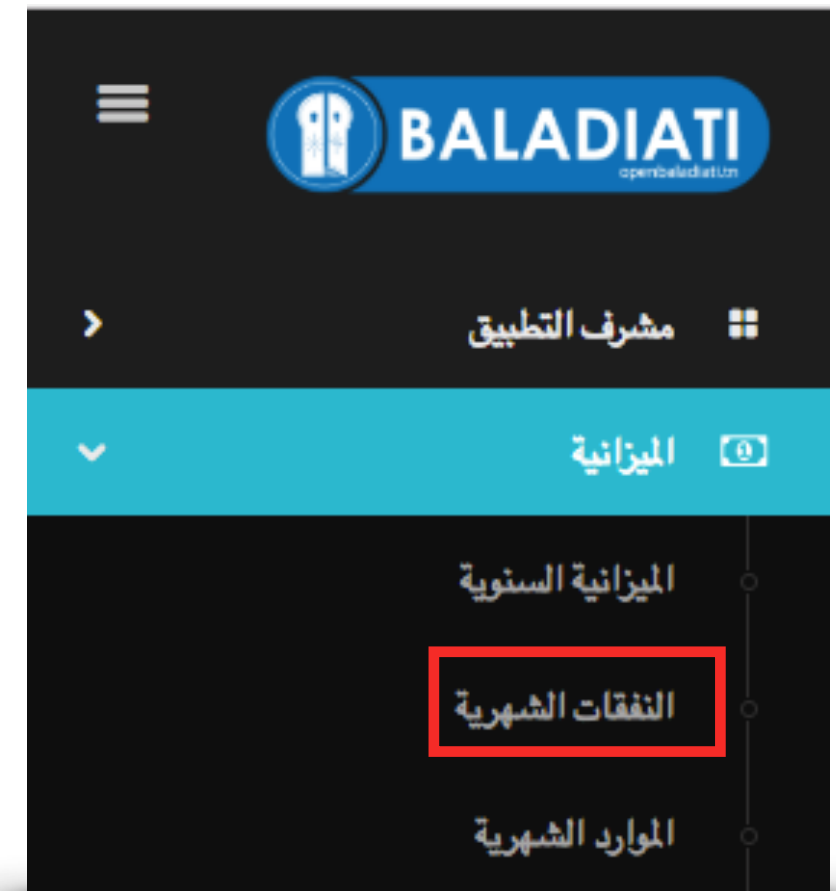 BALADIATI
openbaladiati.tn
مشرف التطبيق
الميزانية
الميزانية السنوية
النفقات الشهرية
الموارد الشهرية